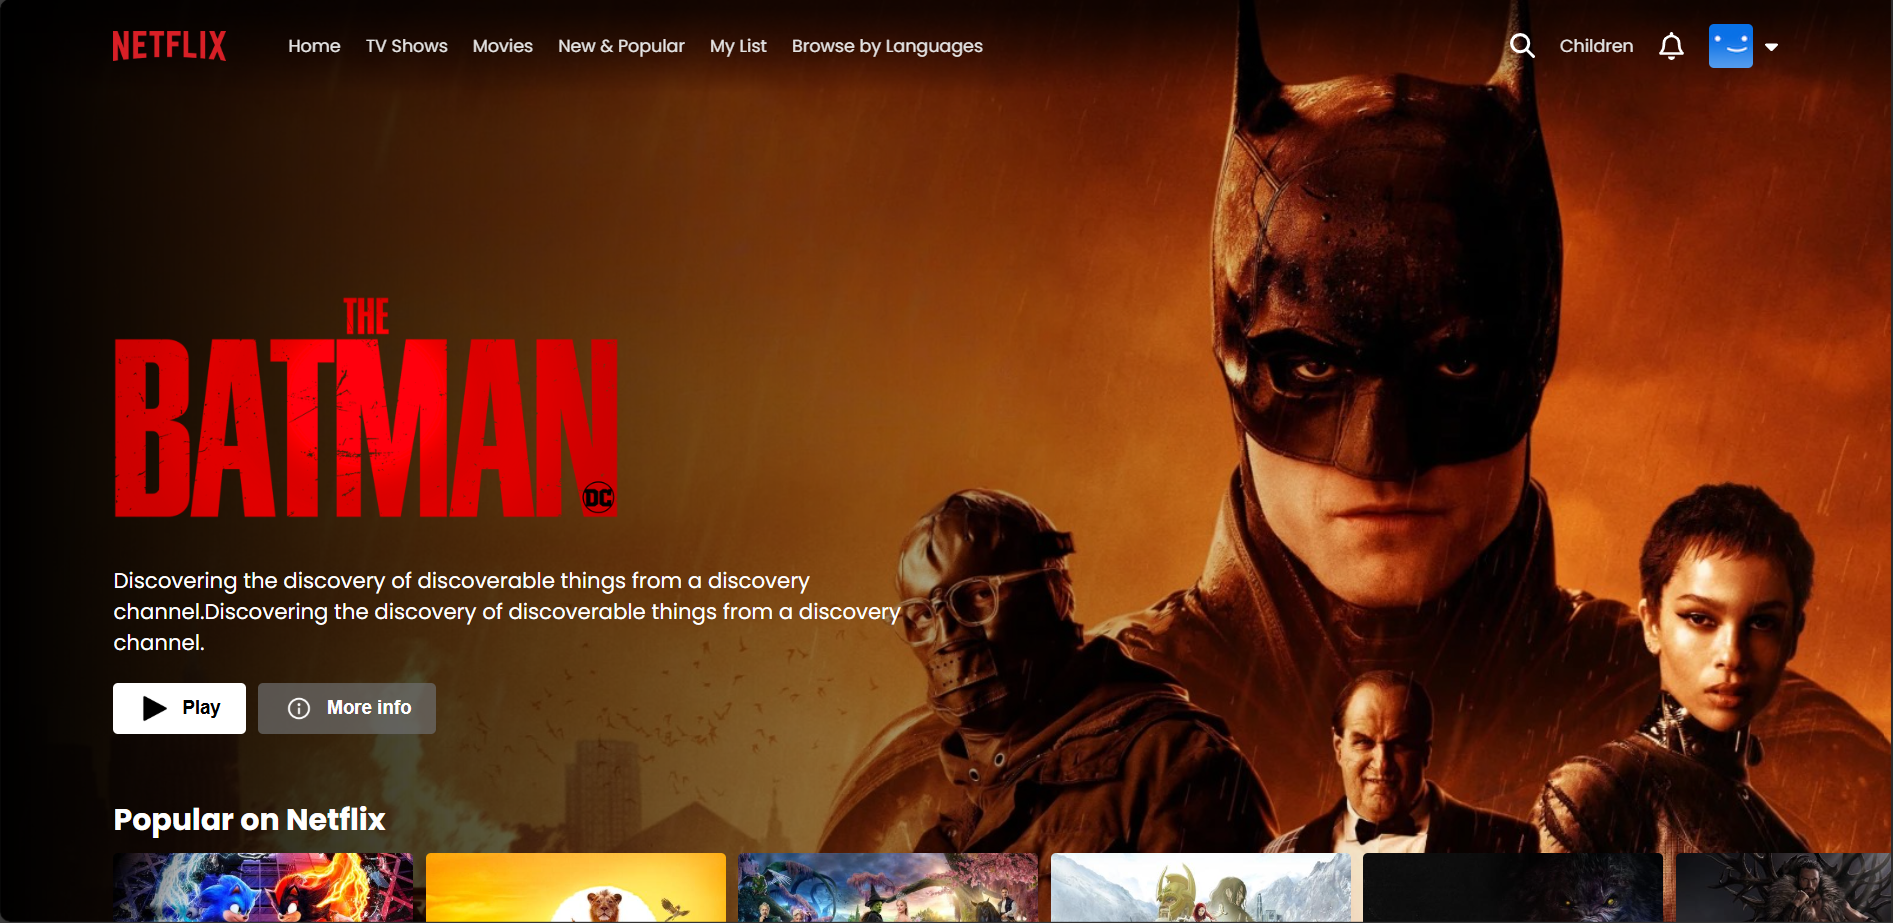 NETFLIX
Home TV Shows Movies New & Popular My List Browse by Languages
Children
THE
BATMAN
DC
Discovering the discovery of discoverable things from a discovery
channel.Discovering the discovery of discoverable things from a discovery
channel.
Play More info
Popular on Netflix